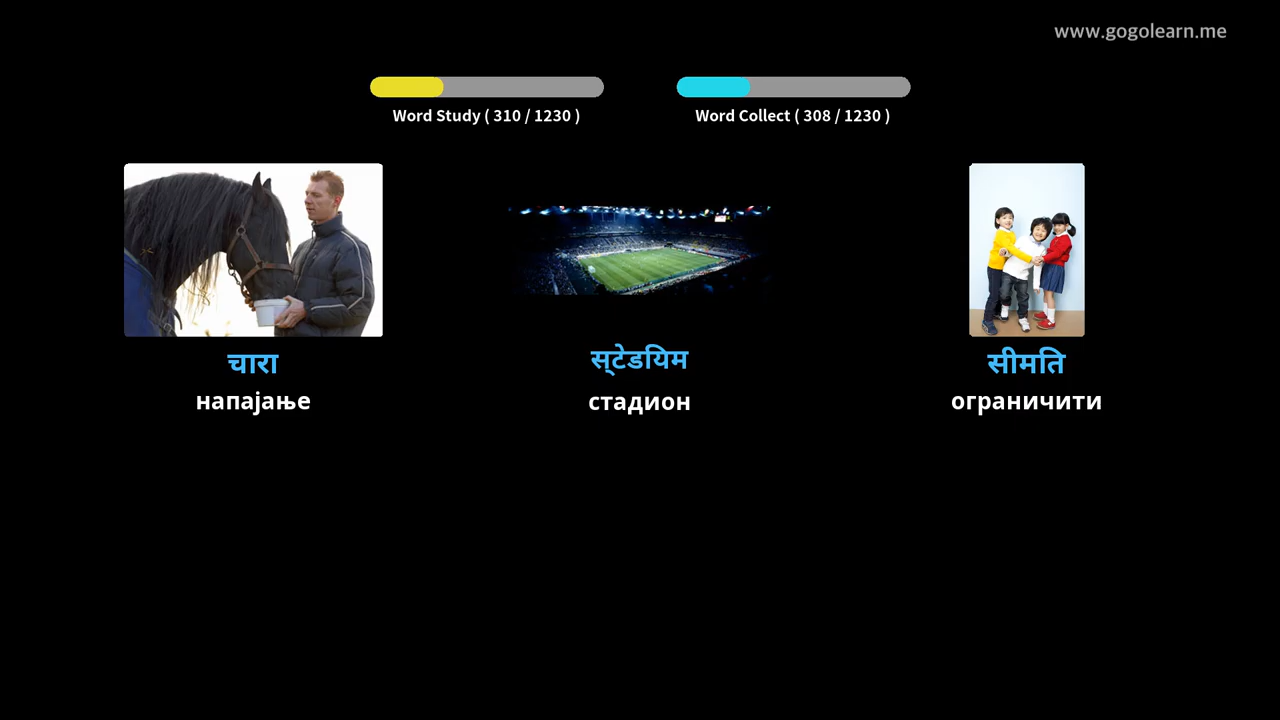 www.gogolearn.me
Word Study ( 310 / 1230 )
Word Collect ( 308 / 1230 )
चारा
स्टेडियम
सीमति
напајање
стадион
ограничити